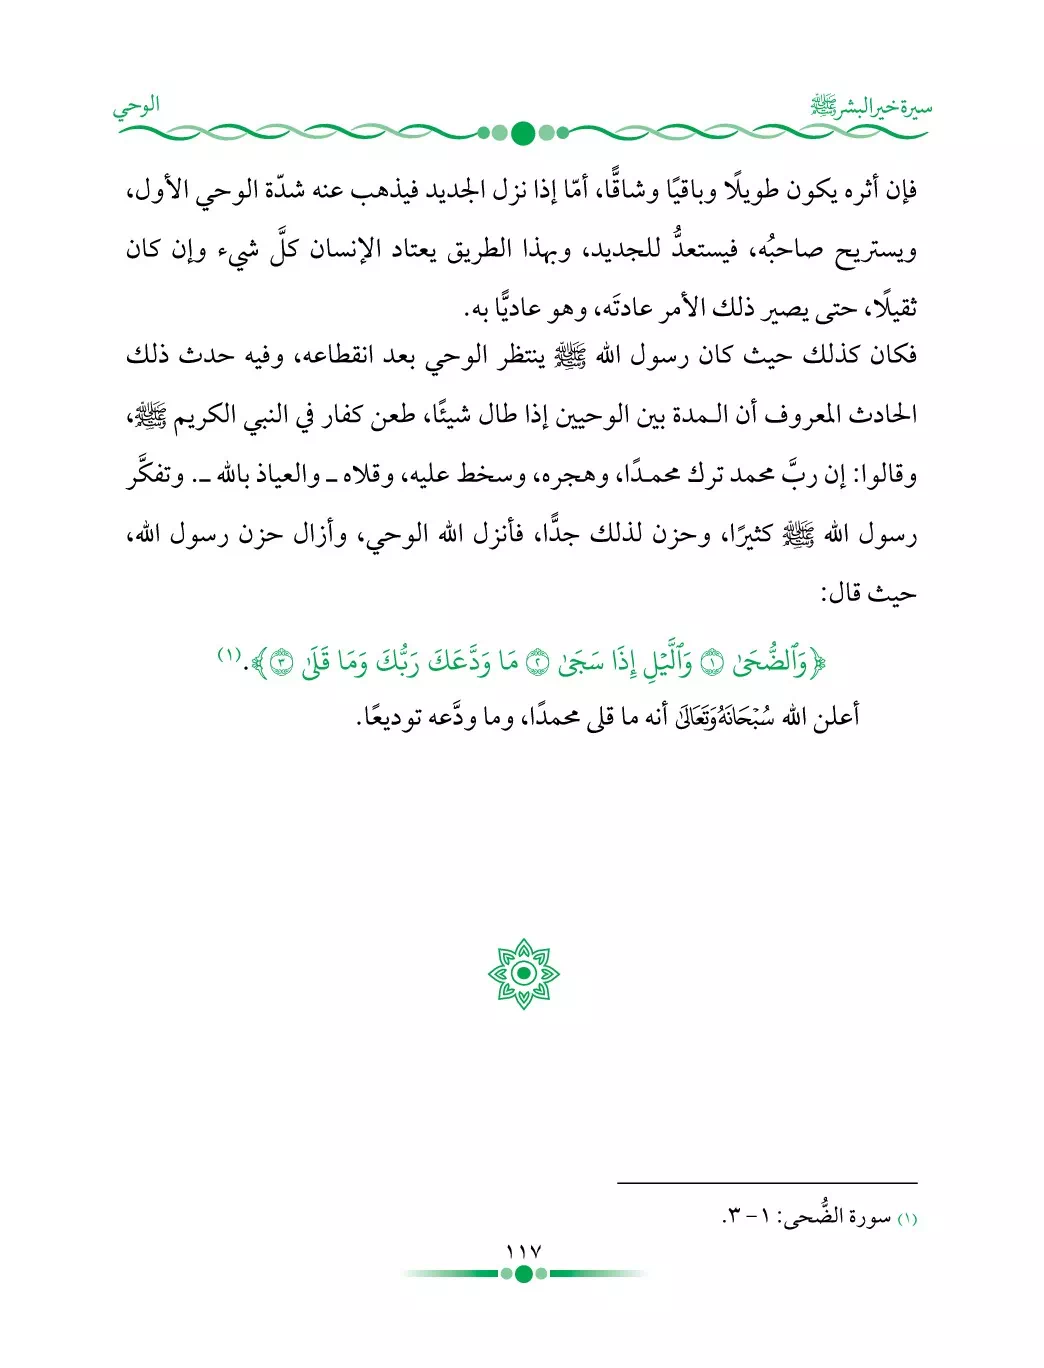 سيرة خير البشر ﷺ
الوحي
فإن أثره يكون طويلًا وباقيًا وشاقًّا، أمّا إذا نزل الجديد فيذهب عنه شدّة الوحي الأول،
ويستريح صاحبُه، فيستعدُّ للجديد، وبهذا الطريق يعتاد الإنسان كلَّ شيء وإن كان
ثقيلًا، حتى يصير ذلك الأمر عادتَه، وهو عاديًّا به.
فكان كذلك حيث كان رسول الله ﷺ ينتظر الوحي بعد انقطاعه، وفيه حدث ذلك
الحادث المعروف أن الـمدة بين الوحيين إذا طال شيئًا، طعن كفار في النبي الكريم ﷺ،
وقالوا: إن ربَّ محمد ترك محمـدًا، وهجره، وسخط عليه، وقلاه ـ والعياذ بالله ـ. وتفكَّر
رسول الله ﷺ كثيرًا، وحزن لذلك جدًّا، فأنزل الله الوحي، وأزال حزن رسول الله،
حيث قال:
﴿وَٱلضُّحَىٰ ١ وَٱلَّيۡلِ إِذَا سَجَىٰ ٢ مَا وَدَّعَكَ رَبُّكَ وَمَا قَلَىٰ ٣﴾. (١)
أعلن الله سُبْحَانَهُ وَتَعَالَىٰ أنه ما قلى محمدًا، وما ودَّعه توديعًا.
(١) سورة الضُّحى: ١- ٣.
١١٧